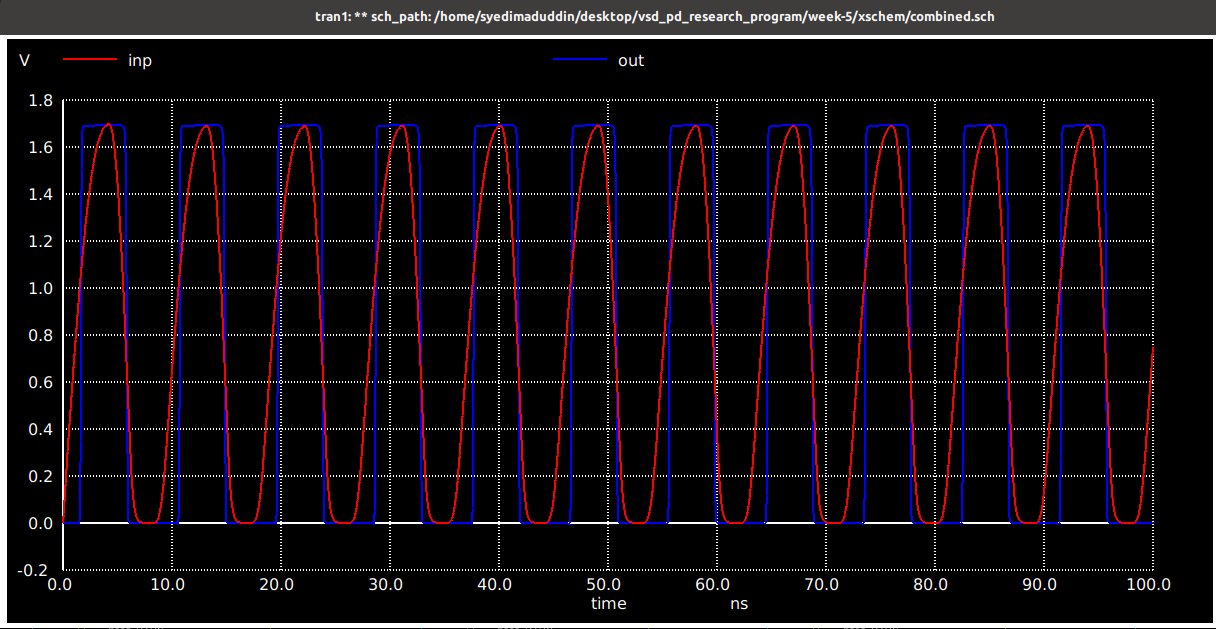 tran1: ** sch_path: /home/syedimaduddin/desktop/vsd_pd_research_program/week-5/xschem/combined.sch
V inp out
1.8
1.6
1.4
1.2
1.0
0.8
0.6
0.4
0.2
0.0
-0.2
0.0 10.0 20.0 30.0 40.0 50.0 60.0 70.0 80.0 90.0 100.0
time ns